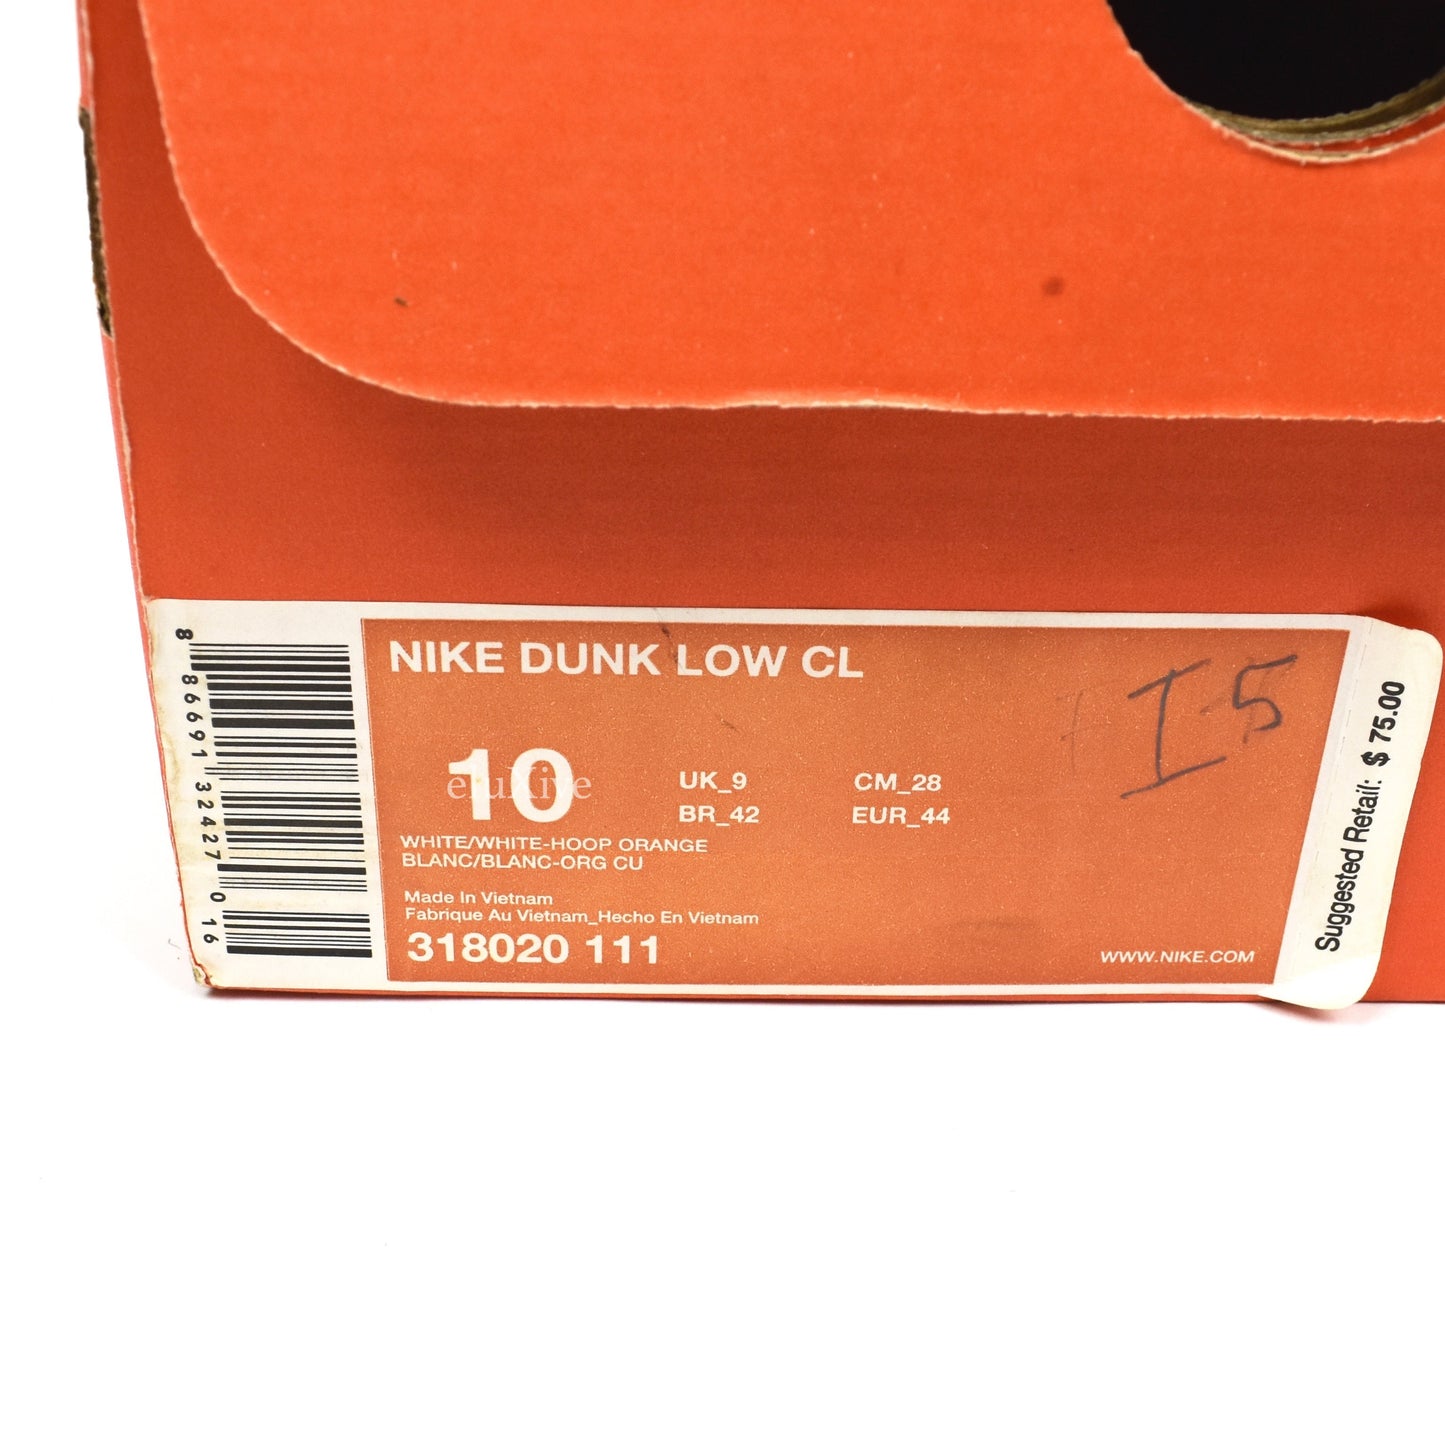 NIKE DUNK LOW CL
I-5
10
eluXive
UK_9
CM_28
BR_42
EUR_44
WHITE/WHITE-HOOP ORANGE
BLANC/BLANC-ORG CU
Made In Vietnam
Fabrique Au Vietnam_Hecho En Vietnam
318020 111
WWW.NIKE.COM
8 86691 32427 0 16
Suggested Retail: $ 75.00